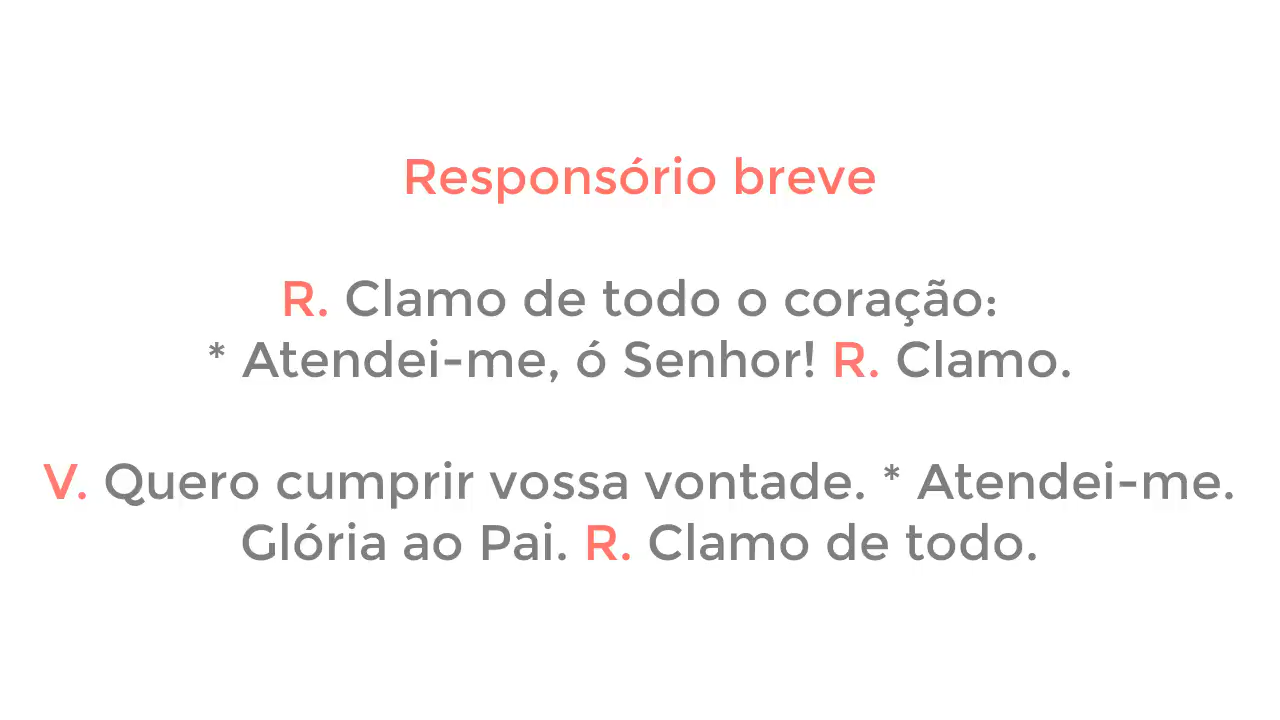 Responsório breve
R. Clamo de todo o coração:
* Atendei-me, ó Senhor! R. Clamo.
V. Quero cumprir vossa vontade. * Atendei-me.
Glória ao Pai. R. Clamo de todo.